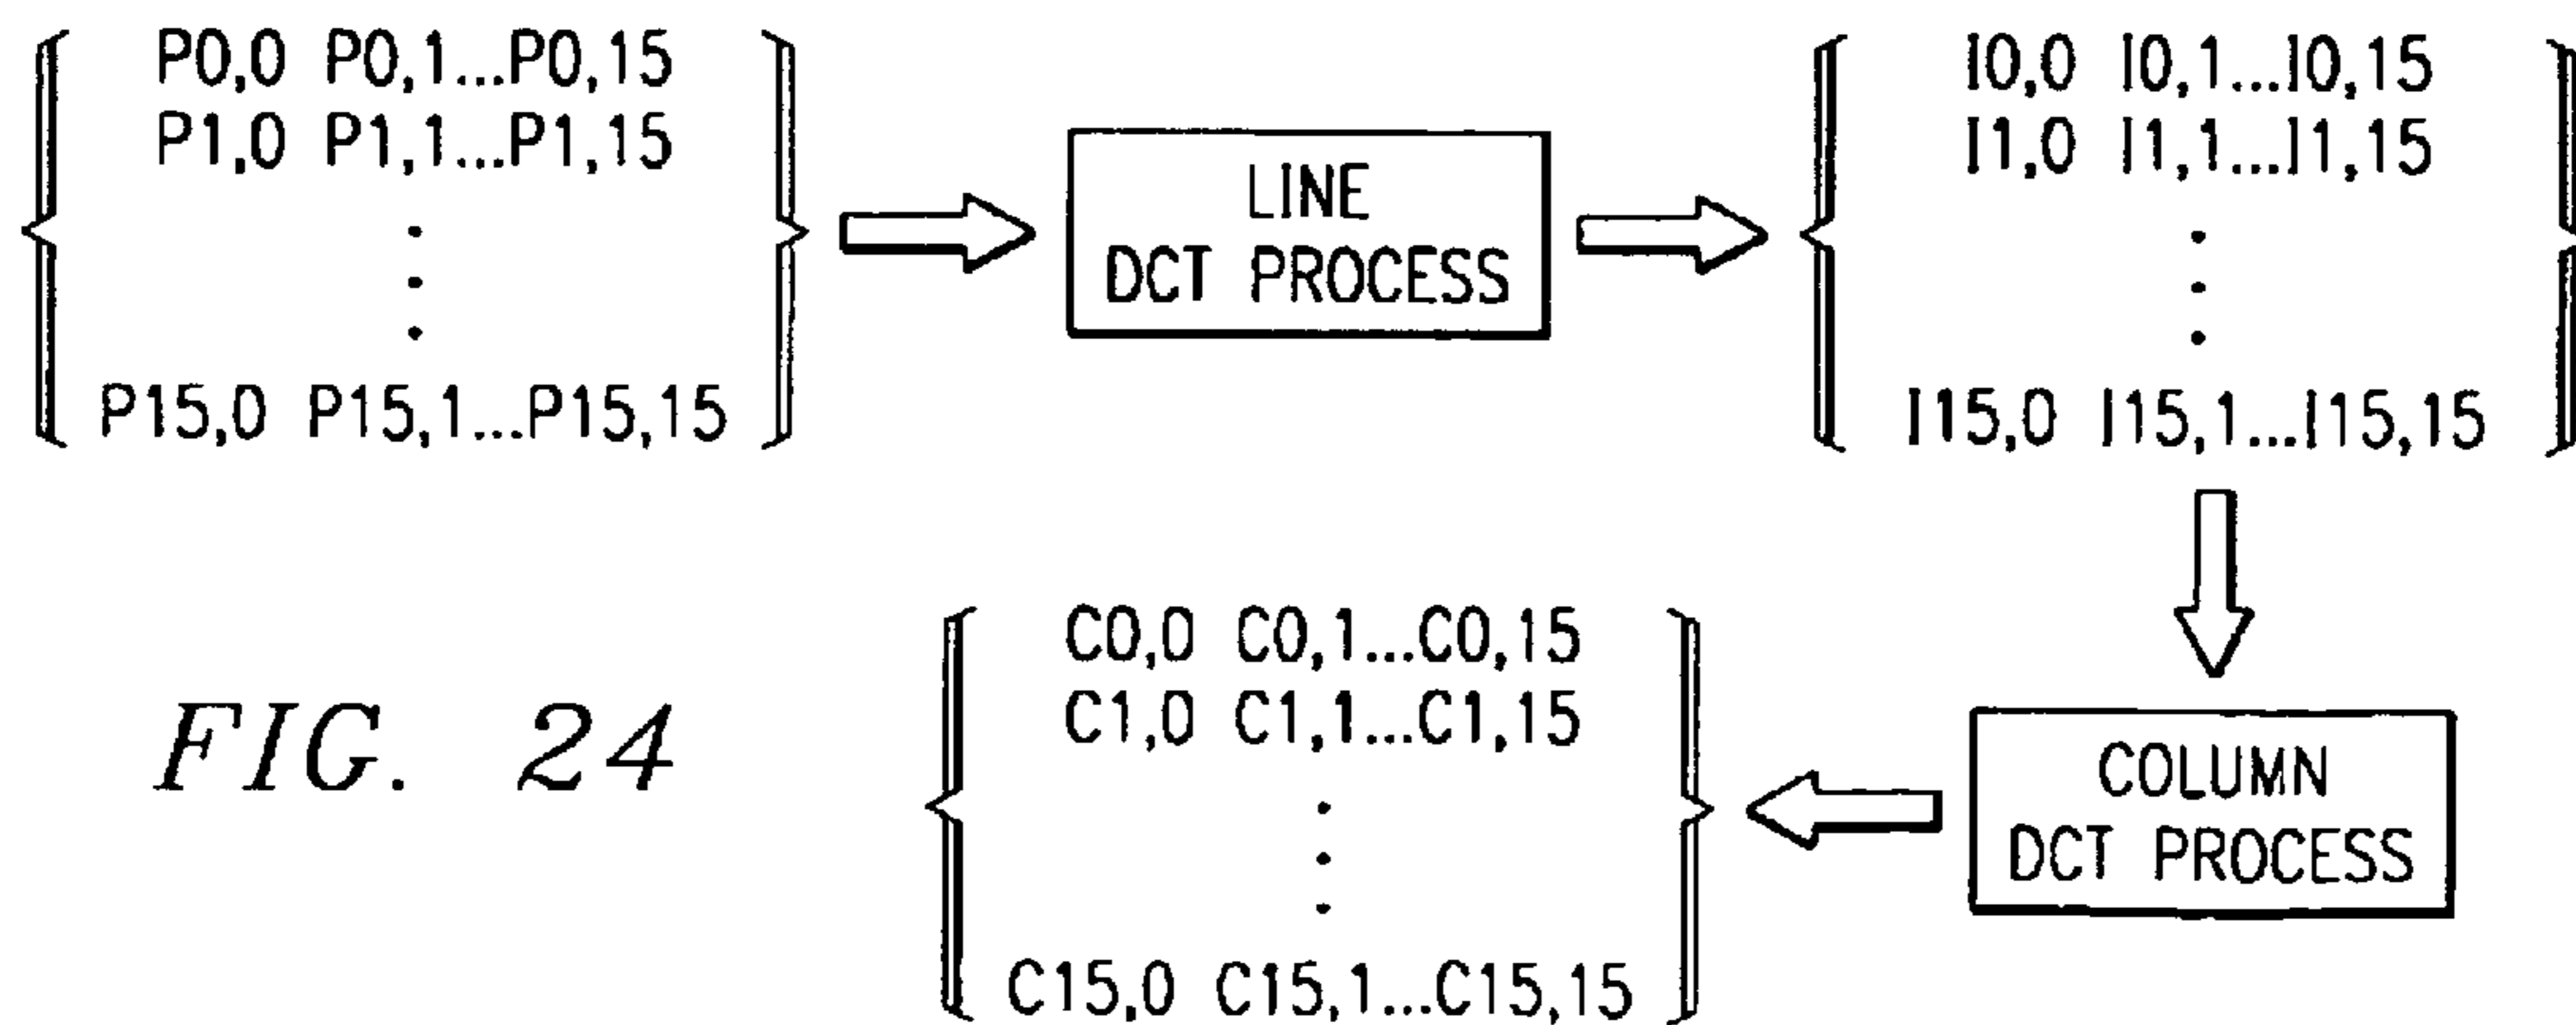 P0,0 P0,1...P0,15
P1,0 P1,1...P1,15
.
.
.
P15,0 P15,1...P15,15
LINE
DCT PROCESS
I0,0 I0,1...I0,15
I1,0 I1,1...I1,15
.
.
.
I15,0 I15,1...I15,15
COLUMN
DCT PROCESS
C0,0 C0,1...C0,15
C1,0 C1,1...C1,15
.
.
.
C15,0 C15,1...C15,15
FIG. 24